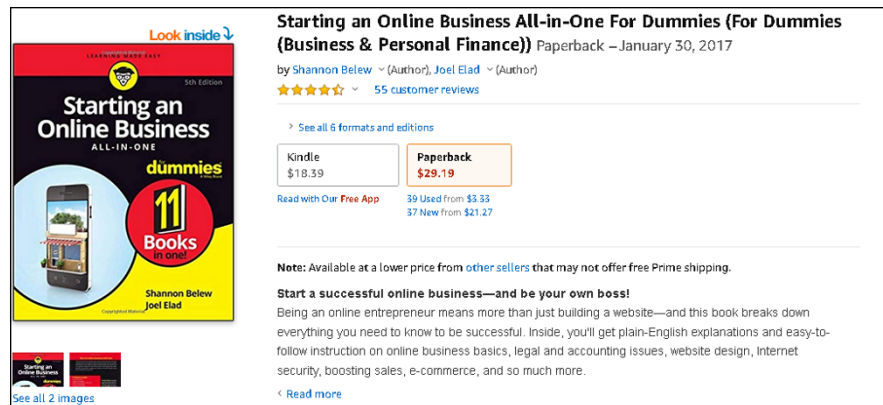 Look inside
LEARNING MADE EASY
5th Edition
Starting an
Online Business
ALL-IN-ONE
dummies
A Wiley Brand
11
Books
in one!
Shannon Belew
Joel Elad
Copyrighted Material
Starting an
Online Business
See all 2 images
Starting an Online Business All-in-One For Dummies (For Dummies
(Business & Personal Finance)) Paperback – January 30, 2017
by Shannon Belew (Author), Joel Elad (Author)
55 customer reviews
See all 6 formats and editions
Kindle
$18.39
Paperback
$29.19
Read with Our Free App
39 Used from $3.33
37 New from $21.27
Note: Available at a lower price from other sellers that may not offer free Prime shipping.
Start a successful online business—and be your own boss!
Being an online entrepreneur means more than just building a website—and this book breaks down
everything you need to know to be successful. Inside, you'll get plain-English explanations and easy-to-
follow instruction on online business basics, legal and accounting issues, website design, Internet
security, boosting sales, e-commerce, and so much more.
Read more